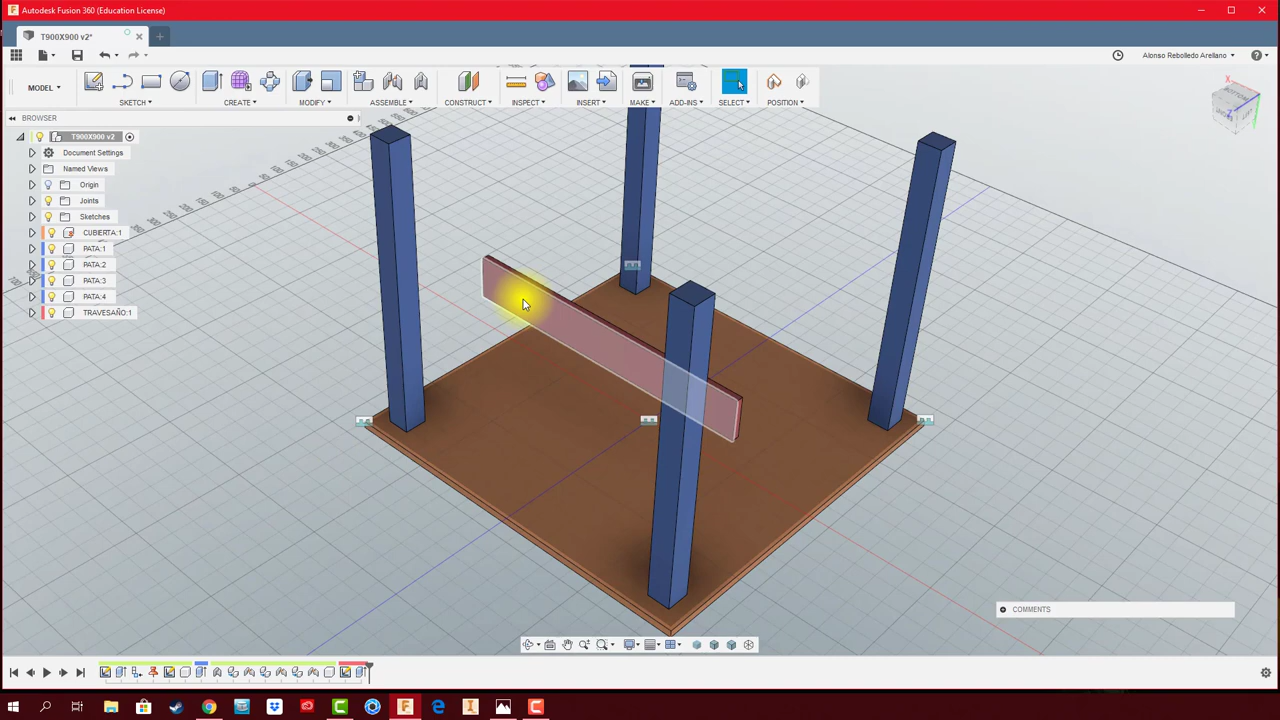 Autodesk Fusion 360 (Education License)
T900X900 v2*
Alonso Rebolledo Arellano
MODEL
SKETCH
CREATE
MODIFY
ASSEMBLE
CONSTRUCT
INSPECT
INSERT
MAKE
ADD-INS
SELECT
POSITION
BROWSER
T900X900 v2
Document Settings
Named Views
Origin
Joints
Sketches
CUBIERTA:1
PATA:1
PATA:2
PATA:3
PATA:4
TRAVESAÑO:1
COMMENTS